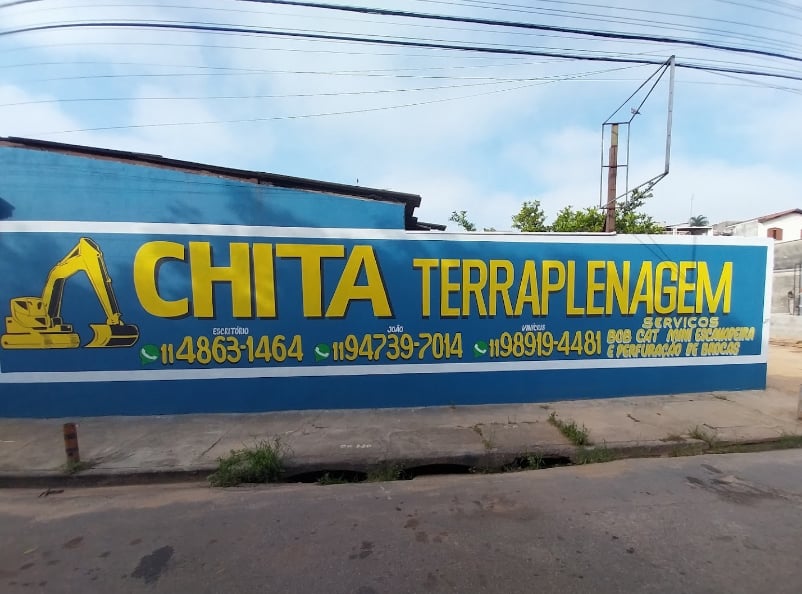 CHITA TERRAPLENAGEM
ESCRITÓRIO
11 4863-1464
JOÃO
11 94739-7014
VINÍCIUS
11 98919-4481
SERVIÇOS
BOB CAT MINI ESCAVADEIRA
E PERFURAÇÃO DE BROCAS